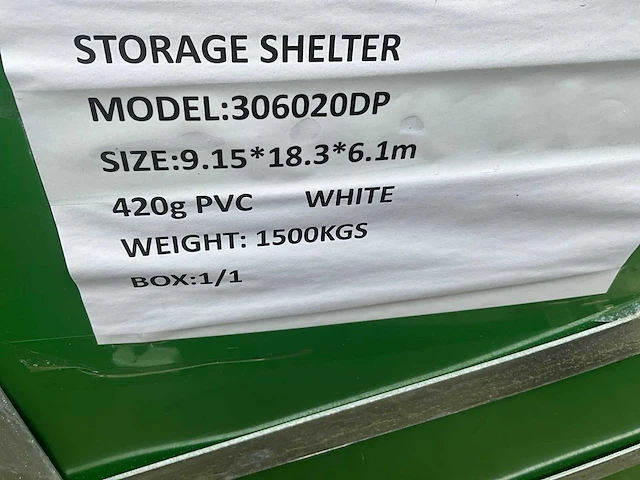 STORAGE SHELTER
MODEL:306020DP
SIZE:9.15*18.3*6.1m
420g PVC WHITE
WEIGHT: 1500KGS
BOX:1/1